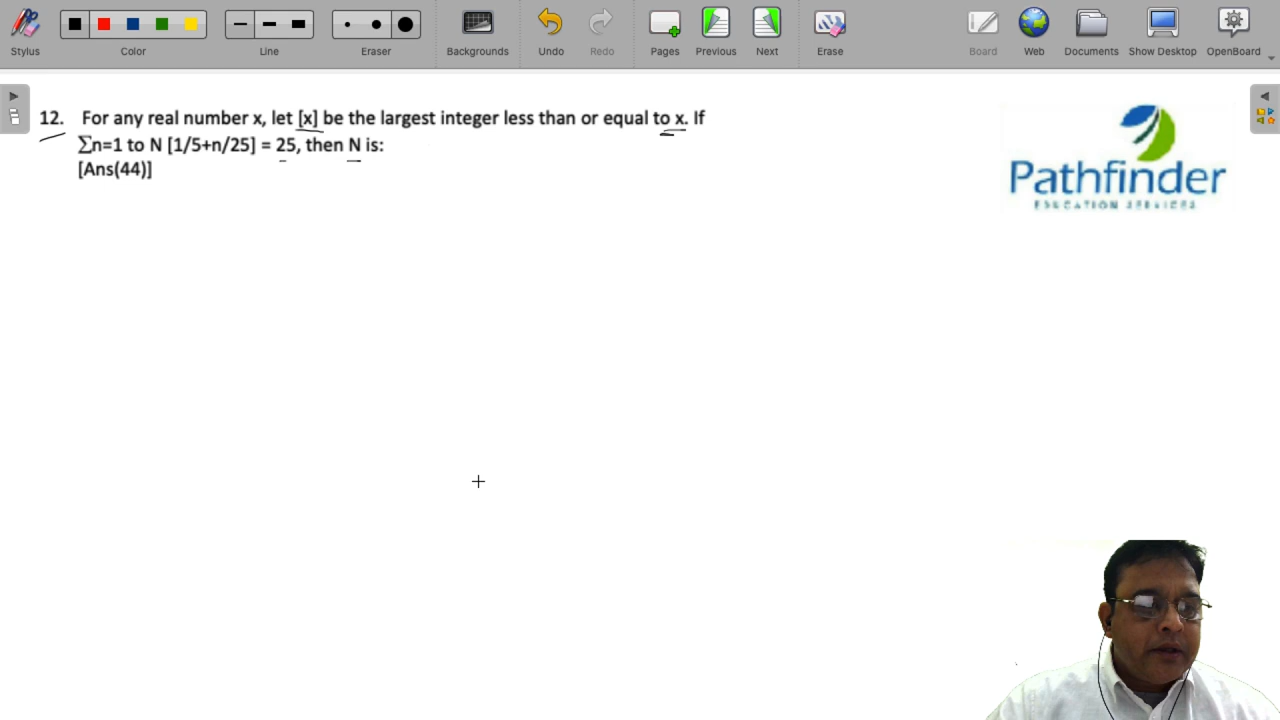 Stylus
Color
Line
Eraser
Backgrounds
Undo
Redo
Pages
Previous
Next
Erase
Board
Web
Documents
Show Desktop
OpenBoard
12. For any real number x, let [x] be the largest integer less than or equal to x. If
∑n=1 to N [1/5+n/25] = 25, then N is:
[Ans(44)]
Pathfinder
EDUCATION SERVICES